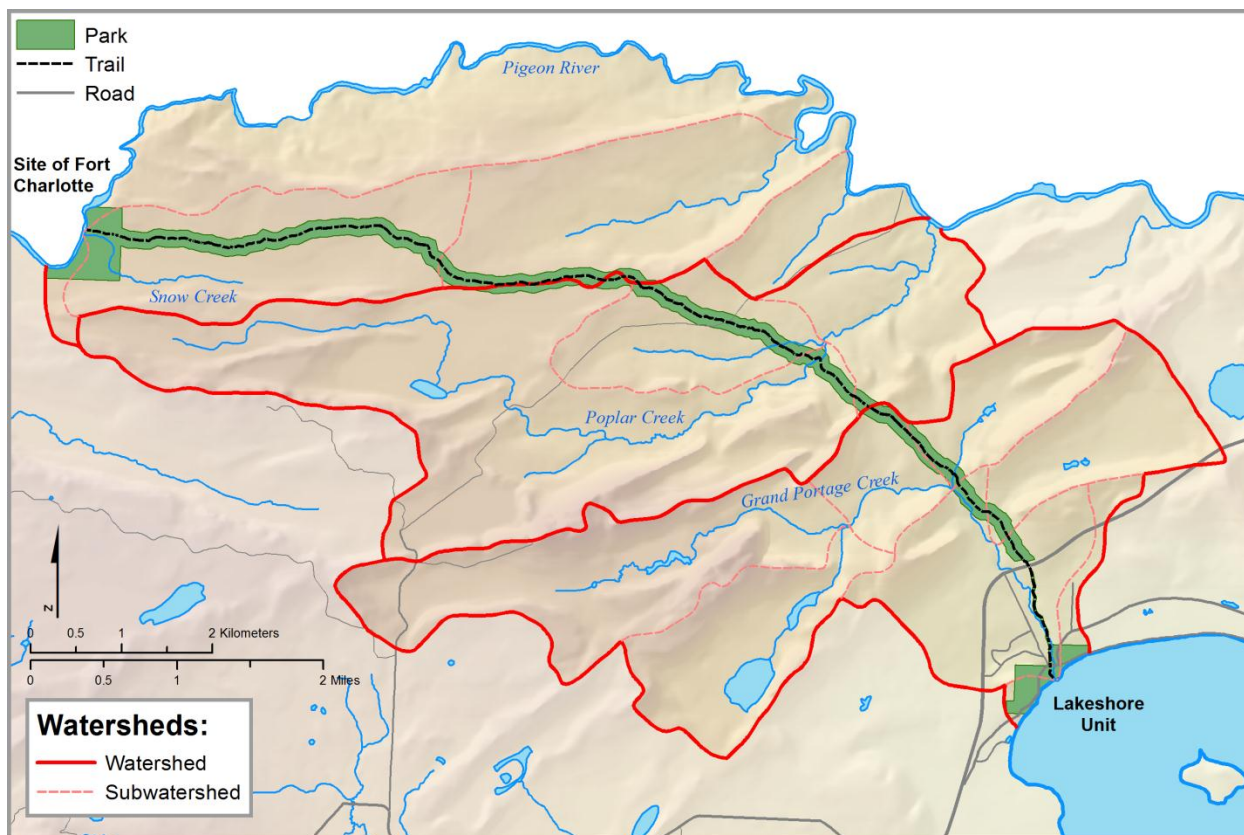 Park
Trail
Road
Pigeon River
Site of Fort
Charlotte
Snow Creek
Poplar Creek
Grand Portage Creek
N
0 0.5 1 2 Kilometers
0 0.5 1 2 Miles
Lakeshore
Unit
Watersheds:
Watershed
Subwatershed